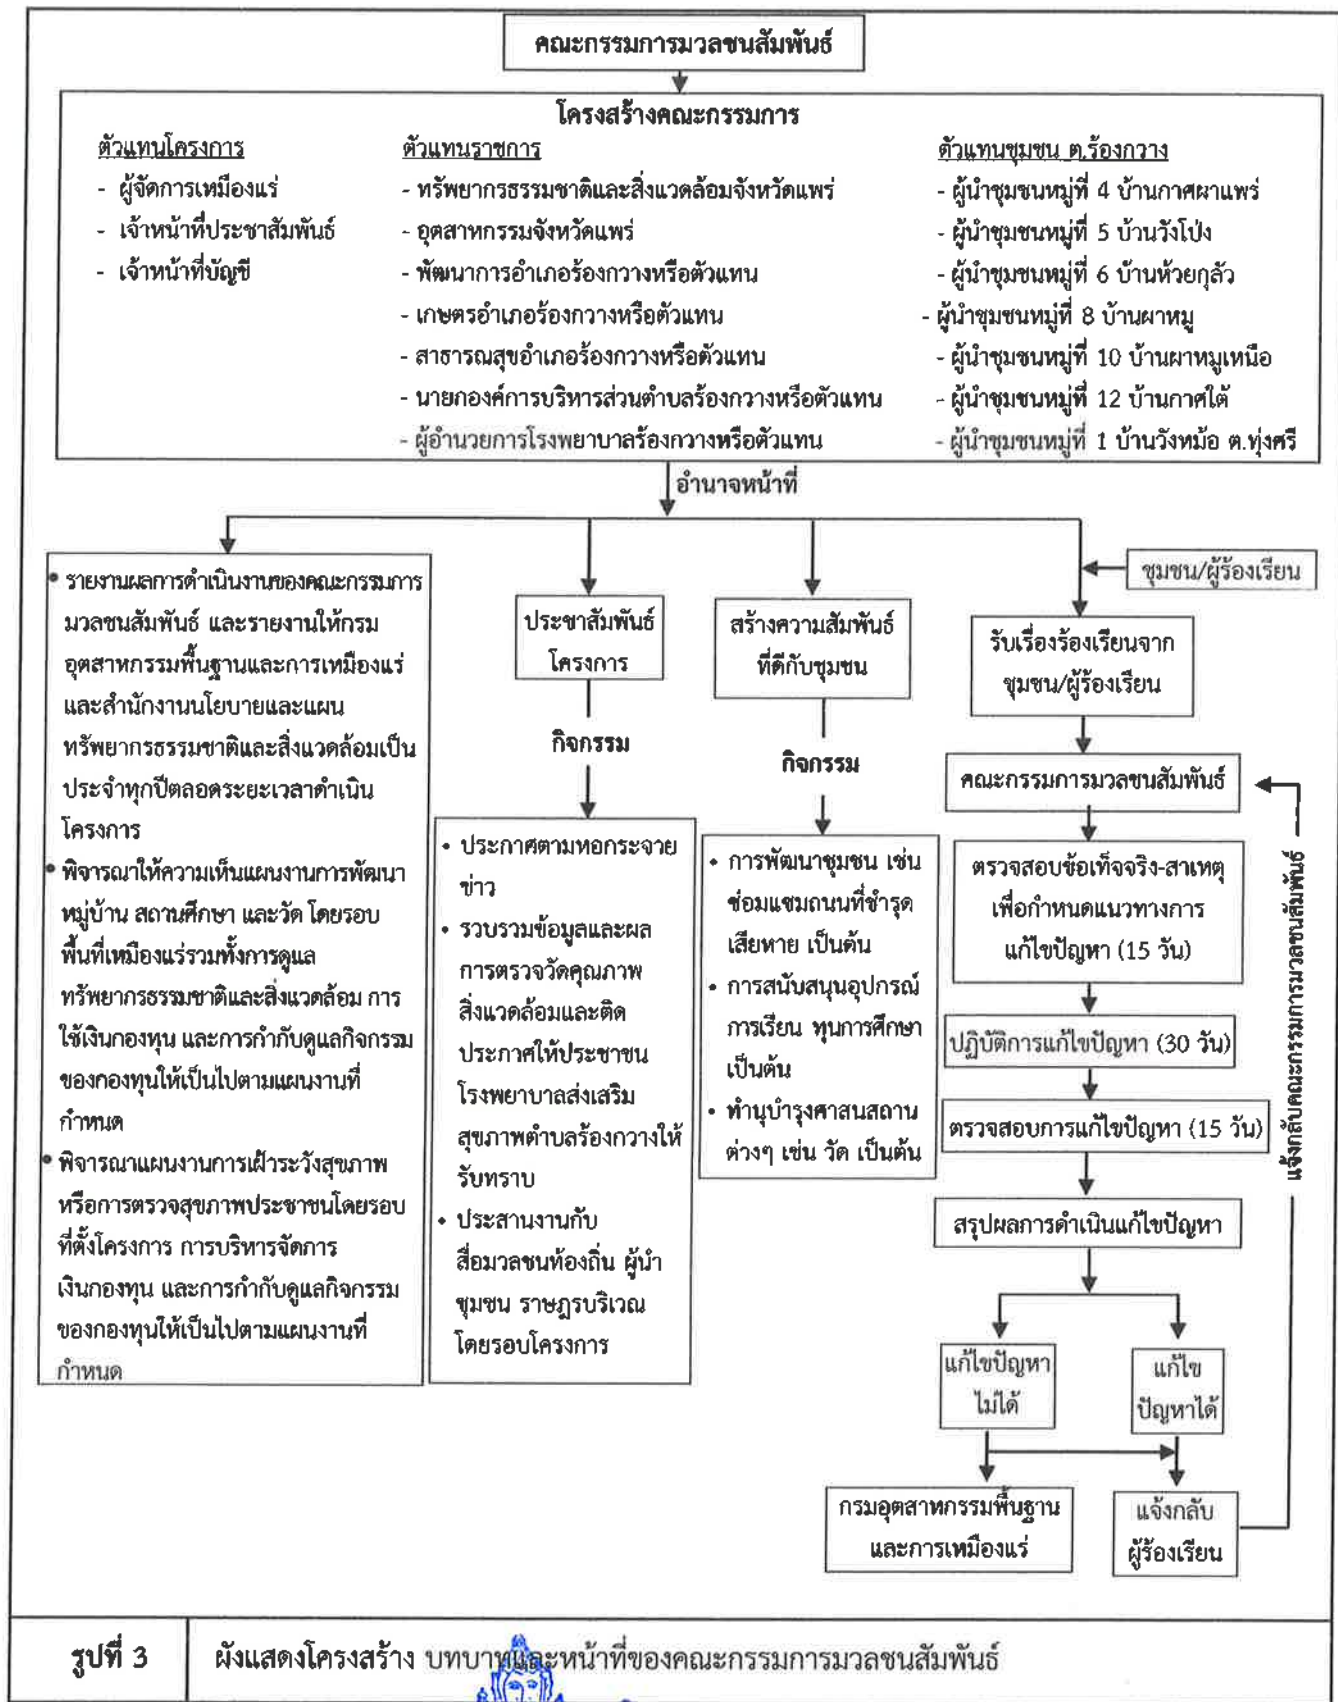 คณะกรรมการมวลชนสัมพันธ์
โครงสร้างคณะกรรมการ
ตัวแทนโครงการ
- ผู้จัดการเหมืองแร่
- เจ้าหน้าที่ประชาสัมพันธ์
- เจ้าหน้าที่บัญชี
ตัวแทนราชการ
- ทรัพยากรธรรมชาติและสิ่งแวดล้อมจังหวัดแพร่
- อุตสาหกรรมจังหวัดแพร่
- พัฒนาการอำเภอร้องกวางหรือตัวแทน
- เกษตรอำเภอร้องกวางหรือตัวแทน
- สาธารณสุขอำเภอร้องกวางหรือตัวแทน
- นายกองค์การบริหารส่วนตำบลร้องกวางหรือตัวแทน
- ผู้อำนวยการโรงพยาบาลร้องกวางหรือตัวแทน
ตัวแทนชุมชน ต.ร้องกวาง
- ผู้นำชุมชนหมู่ที่ 4 บ้านกาศผาแพร่
- ผู้นำชุมชนหมู่ที่ 5 บ้านวังโป่ง
- ผู้นำชุมชนหมู่ที่ 6 บ้านห้วยกุลัว
- ผู้นำชุมชนหมู่ที่ 8 บ้านผาหมู
- ผู้นำชุมชนหมู่ที่ 10 บ้านผาหมูเหนือ
- ผู้นำชุมชนหมู่ที่ 12 บ้านกาศใต้
- ผู้นำชุมชนหมู่ที่ 1 บ้านวังหม้อ ต.ทุ่งศรี
อำนาจหน้าที่
• รายงานผลการดำเนินงานของคณะกรรมการ
มวลชนสัมพันธ์ และรายงานให้กรม
อุตสาหกรรมพื้นฐานและการเหมืองแร่
และสำนักงานนโยบายและแผน
ทรัพยากรธรรมชาติและสิ่งแวดล้อมเป็น
ประจำทุกปีตลอดระยะเวลาดำเนิน
โครงการ
• พิจารณาให้ความเห็นแผนงานการพัฒนา
หมู่บ้าน สถานศึกษา และวัด โดยรอบ
พื้นที่เหมืองแร่รวมทั้งการดูแล
ทรัพยากรธรรมชาติและสิ่งแวดล้อม การ
ใช้เงินกองทุน และการกำกับดูแลกิจกรรม
ของกองทุนให้เป็นไปตามแผนงานที่
กำหนด
• พิจารณาแผนงานการเฝ้าระวังสุขภาพ
หรือการตรวจสุขภาพประชาชนโดยรอบ
ที่ตั้งโครงการ การบริหารจัดการ
เงินกองทุน และการกำกับดูแลกิจกรรม
ของกองทุนให้เป็นไปตามแผนงานที่
กำหนด
ประชาสัมพันธ์
โครงการ
กิจกรรม
• ประกาศตามหอกระจาย
ข่าว
• รวบรวมข้อมูลและผล
การตรวจวัดคุณภาพ
สิ่งแวดล้อมและติด
ประกาศให้ประชาชน
โรงพยาบาลส่งเสริม
สุขภาพตำบลร้องกวางให้
รับทราบ
• ประสานงานกับ
สื่อมวลชนท้องถิ่น ผู้นำ
ชุมชน ราษฎรบริเวณ
โดยรอบโครงการ
สร้างความสัมพันธ์
ที่ดีกับชุมชน
กิจกรรม
• การพัฒนาชุมชน เช่น
ซ่อมแซมถนนที่ชำรุด
เสียหาย เป็นต้น
• การสนับสนุนอุปกรณ์
การเรียน ทุนการศึกษา
เป็นต้น
• ทำนุบำรุงศาสนสถาน
ต่างๆ เช่น วัด เป็นต้น
ชุมชน/ผู้ร้องเรียน
รับเรื่องร้องเรียนจาก
ชุมชน/ผู้ร้องเรียน
คณะกรรมการมวลชนสัมพันธ์
ตรวจสอบข้อเท็จจริง-สาเหตุ
เพื่อกำหนดแนวทางการ
แก้ไขปัญหา (15 วัน)
ปฏิบัติการแก้ไขปัญหา (30 วัน)
ตรวจสอบการแก้ไขปัญหา (15 วัน)
สรุปผลการดำเนินแก้ไขปัญหา
แก้ไขปัญหา
ไม่ได้
แก้ไข
ปัญหาได้
กรมอุตสาหกรรมพื้นฐาน
และการเหมืองแร่
แจ้งกลับ
ผู้ร้องเรียน
แจ้งกลับคณะกรรมการมวลชนสัมพันธ์
รูปที่ 3
ผังแสดงโครงสร้าง บทบาทและหน้าที่ของคณะกรรมการมวลชนสัมพันธ์